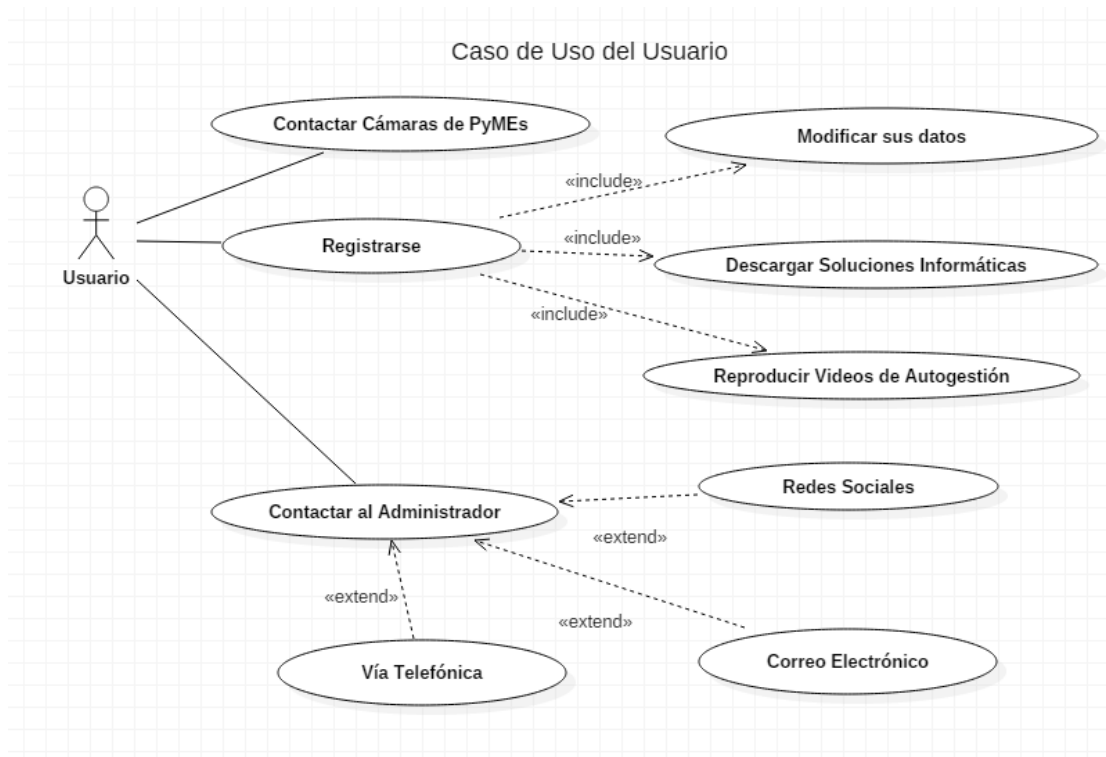 Caso de Uso del Usuario
Contactar Cámaras de PyMEs
Modificar sus datos
«include»
Registrarse
«include»
Descargar Soluciones Informáticas
Usuario
«include»
Reproducir Videos de Autogestión
Redes Sociales
Contactar al Administrador
«extend»
«extend»
«extend»
Vía Telefónica
Correo Electrónico